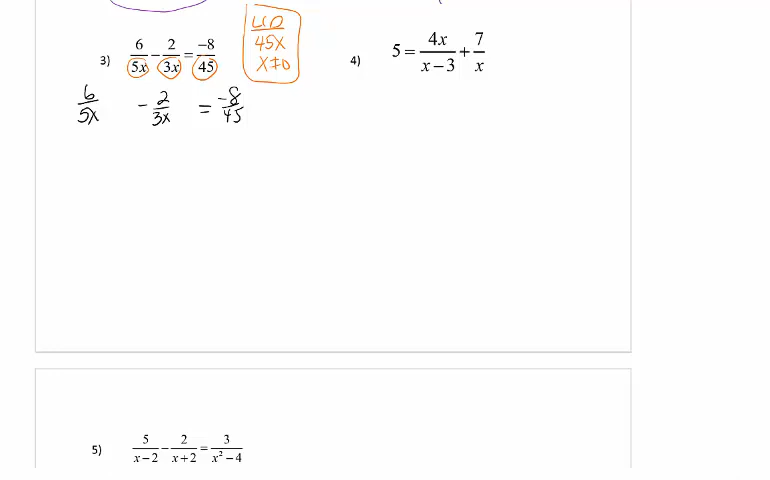 3) 6/5x − 2/3x = −8/45
LCD
45x
x≠0
4) 5 = 4x/(x−3) + 7/x
6/5x − 2/3x = −8/45
5) 5/(x−2) − 2/(x+2) = 3/(x²−4)